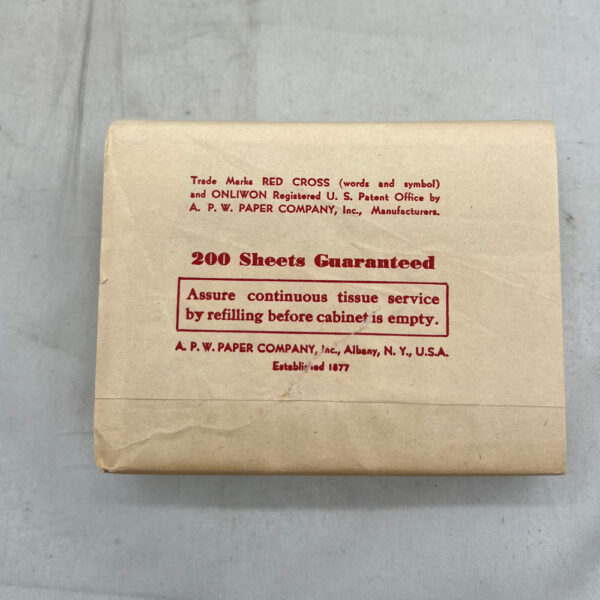 Trade Marks RED CROSS (words and symbol)
and ONLIWON Registered U. S. Patent Office by
A. P. W. PAPER COMPANY, Inc., Manufacturers.
200 Sheets Guaranteed
Assure continuous tissue service
by refilling before cabinet is empty.
A. P. W. PAPER COMPANY, Inc., Albany, N. Y., U.S.A.
Established 1877